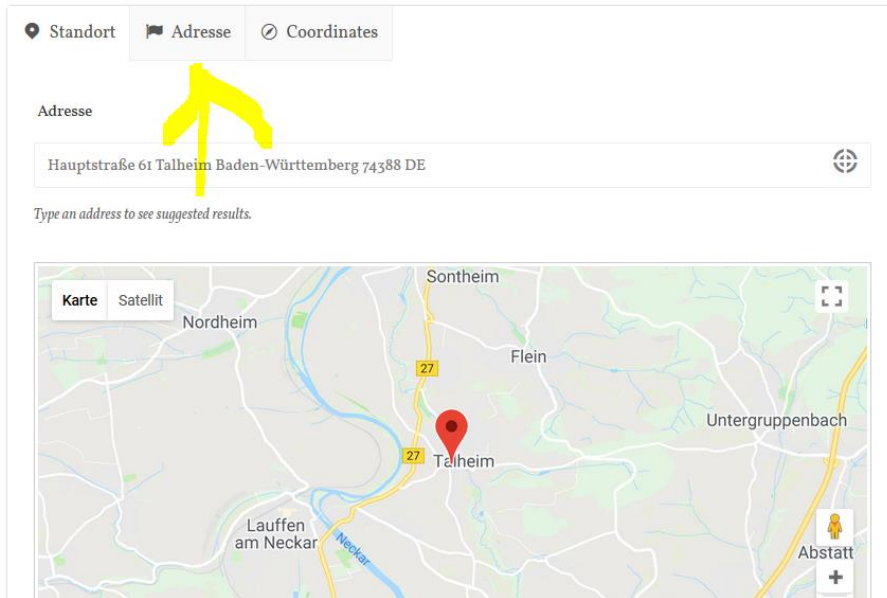 Standort Adresse Coordinates
Adresse
Hauptstraße 61 Talheim Baden-Württemberg 74388 DE
Type an address to see suggested results.
Karte Satellit
Sontheim
Nordheim
Flein
27
Untergruppenbach
27 Talheim
Lauffen
am Neckar
Neckar
Abstatt